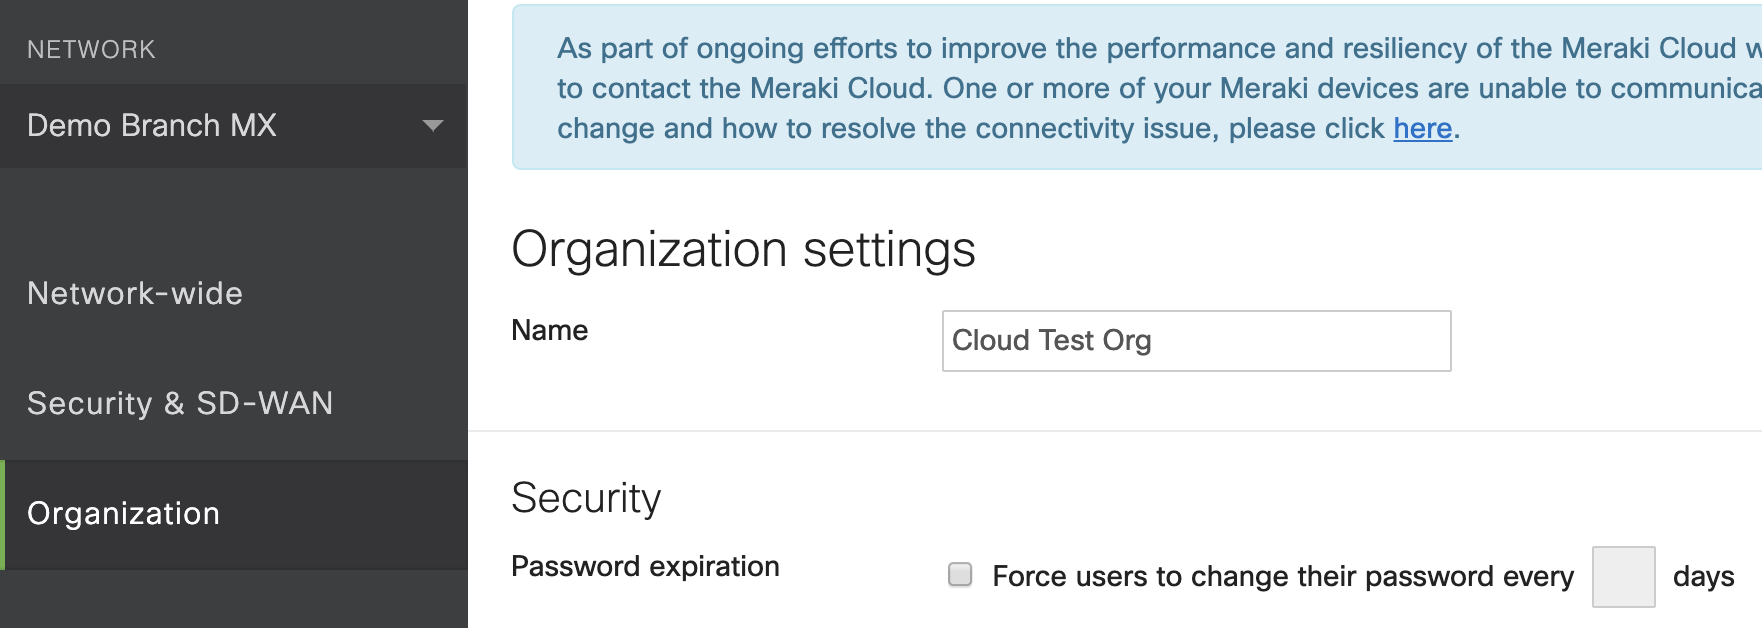 NETWORK
Demo Branch MX
Network-wide
Security & SD-WAN
Organization
As part of ongoing efforts to improve the performance and resiliency of the Meraki Cloud
to contact the Meraki Cloud. One or more of your Meraki devices are unable to
change and how to resolve the connectivity issue, please click here.
Organization settings
Name
Cloud Test Org
Security
Password expiration
Force users to change their password every days